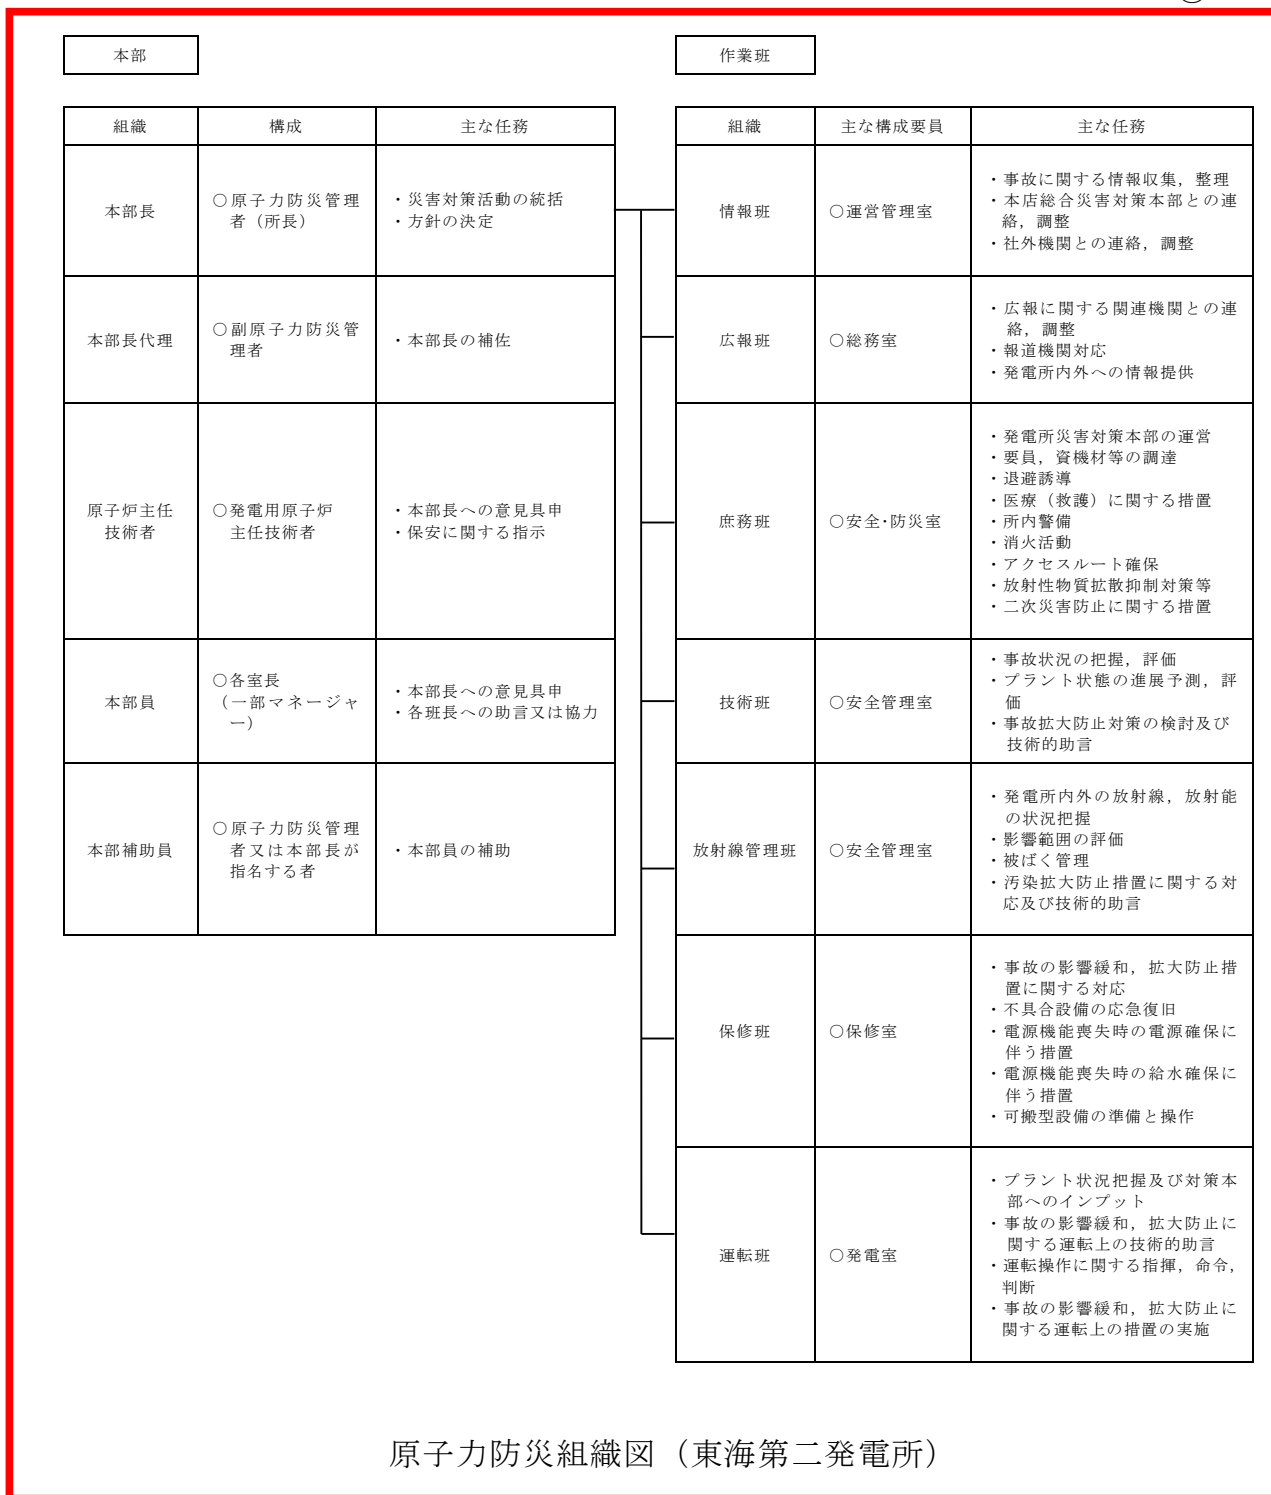 本部
組織
構成
主な任務
本部長
○原子力防災管理
者（所長）
・災害対策活動の統括
・方針の決定
本部長代理
○副原子力防災管
理者
・本部長の補佐
原子炉主任
技術者
○発電用原子炉
主任技術者
・本部長への意見具申
・保安に関する指示
本部員
○各室長
（一部マネージャ
ー）
・本部長への意見具申
・各班長への助言又は協力
本部補助員
○原子力防災管理
者又は本部長が
指名する者
・本部員の補助
作業班
組織
主な構成要員
主な任務
情報班
○運営管理室
・事故に関する情報収集，整理
・本店総合災害対策本部との連
絡，調整
・社外機関との連絡，調整
広報班
○総務室
・広報に関する関連機関との連
絡，調整
・報道機関対応
・発電所内外への情報提供
庶務班
○安全・防災室
・発電所災害対策本部の運営
・要員，資機材等の調達
・退避誘導
・医療（救護）に関する措置
・所内警備
・消火活動
・アクセスルート確保
・放射性物質拡散抑制対策等
・二次災害防止に関する措置
技術班
○安全管理室
・事故状況の把握，評価
・プラント状態の進展予測，評
価
・事故拡大防止対策の検討及び
技術的助言
放射線管理班
○安全管理室
・発電所内外の放射線，放射能
の状況把握
・影響範囲の評価
・被ばく管理
・汚染拡大防止措置に関する対
応及び技術的助言
保修班
○保修室
・事故の影響緩和，拡大防止措
置に関する対応
・不具合設備の応急復旧
・電源機能喪失時の電源確保に
伴う措置
・電源機能喪失時の給水確保に
伴う措置
・可搬型設備の準備と操作
運転班
○発電室
・プラント状況把握及び対策本
部へのインプット
・事故の影響緩和，拡大防止に
関する運転上の技術的助言
・運転操作に関する指揮，命令，
判断
・事故の影響緩和，拡大防止に
関する運転上の措置の実施
原子力防災組織図（東海第二発電所）